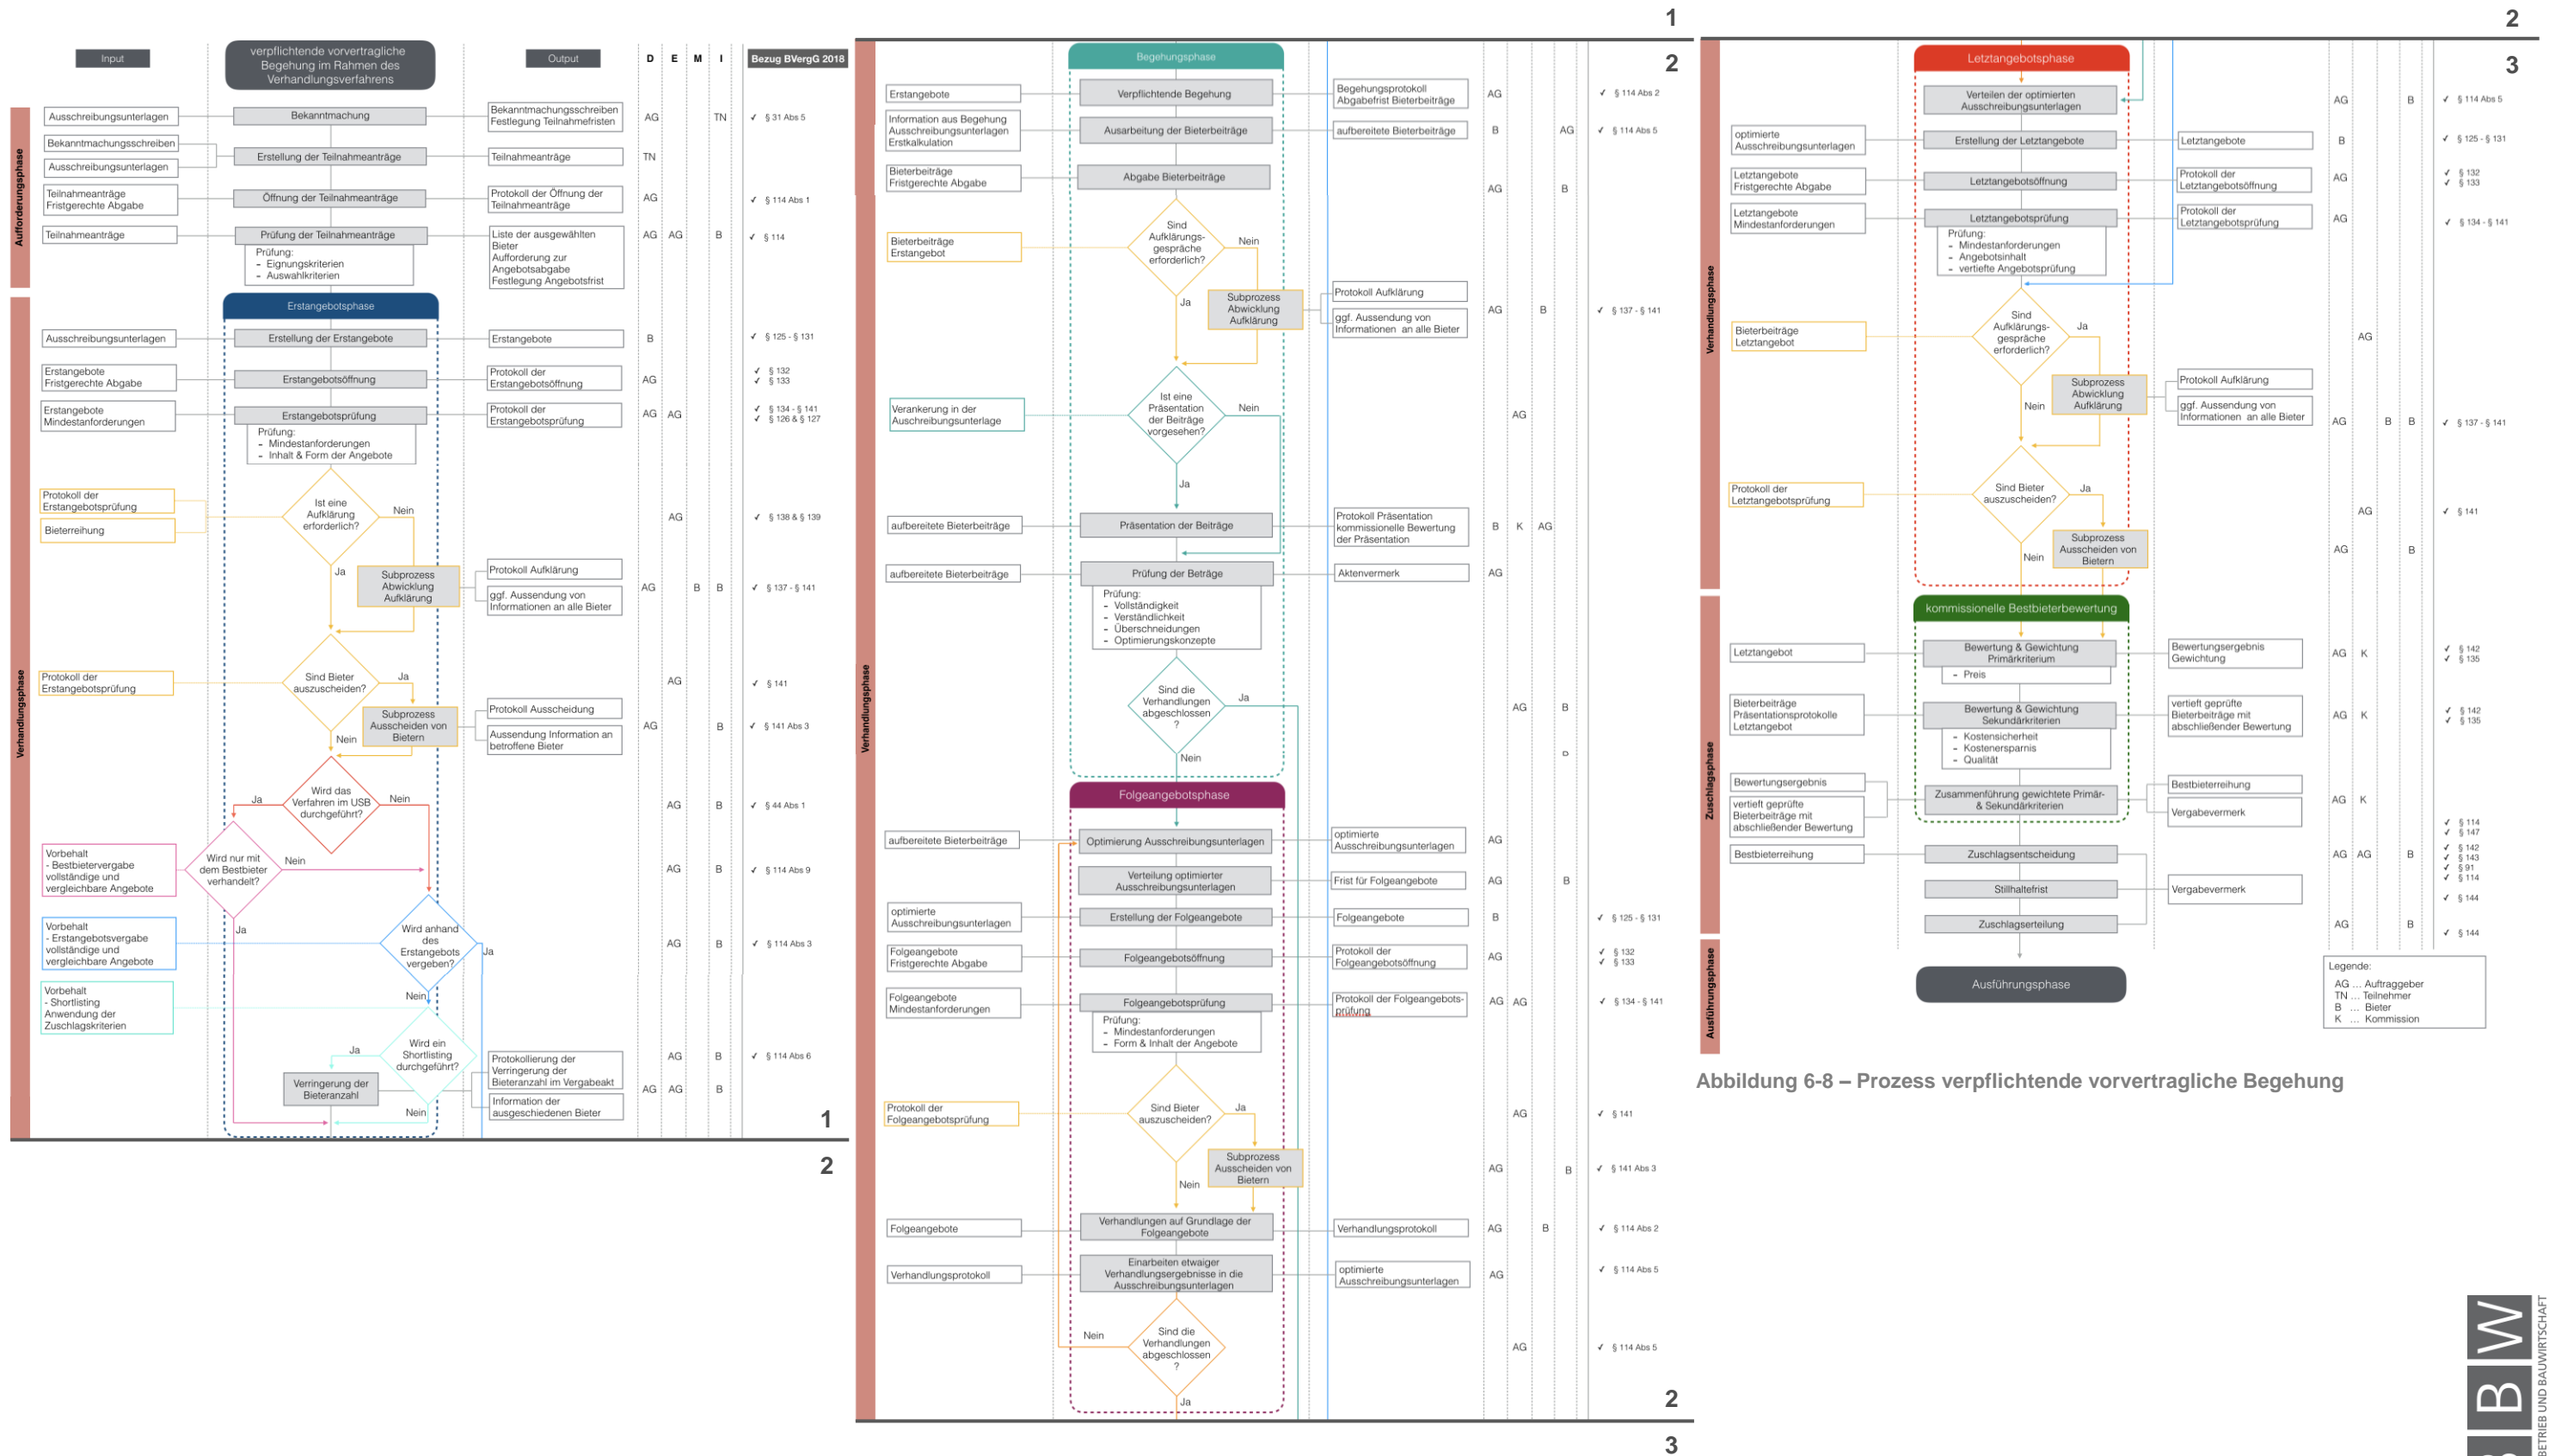 1
2
Input
verpflichtende vorvertragliche
Begehung im Rahmen des
Verhandlungsverfahrens
Output
D E M I
Bezug BVergG 2018
Aufforderungsphase
Ausschreibungsunterlagen
Bekanntmachung
Bekanntmachungsschreiben
Festlegung Teilnahmefristen
AG TN ✓ § 31 Abs 5
Bekanntmachungsschreiben
Ausschreibungsunterlagen
Erstellung der Teilnahmeanträge
Teilnahmeanträge
TN
Teilnahmeanträge
Fristgerechte Abgabe
Öffnung der Teilnahmeanträge
Protokoll der Öffnung der
Teilnahmeanträge
AG ✓ § 114 Abs 1
Teilnahmeanträge
Prüfung der Teilnahmeanträge
Prüfung:
- Eignungskriterien
- Auswahlkriterien
Liste der ausgewählten
Bieter
Aufforderung zur
Angebotsabgabe
Festlegung Angebotsfrist
AG AG B ✓ § 114
Verhandlungsphase
Erstangebotsphase
Ausschreibungsunterlagen
Erstellung der Erstangebote
Erstangebote
B ✓ § 125 - § 131
Erstangebote
Fristgerechte Abgabe
Erstangebotsöffnung
Protokoll der
Erstangebotsöffnung
AG
✓ § 132
✓ § 133
Erstangebote
Mindestanforderungen
Erstangebotsprüfung
Prüfung:
- Mindestanforderungen
- Inhalt & Form der Angebote
Protokoll der
Erstangebotsprüfung
AG AG
✓ § 134 - § 141
✓ § 126 & § 127
Protokoll der
Erstangebotsprüfung
Bieterreihung
Ist eine
Aufklärung
erforderlich?
Nein
Ja
AG ✓ § 138 & § 139
Subprozess
Abwicklung
Aufklärung
Protokoll Aufklärung
ggf. Aussendung von
Informationen an alle Bieter
AG M B ✓ § 137 - § 141
Protokoll der
Erstangebotsprüfung
Sind Bieter
auszuscheiden?
Ja
Nein
AG ✓ § 141
Subprozess
Ausscheiden von
Bietern
Protokoll Ausscheidung
Aussendung Information an
betroffene Bieter
AG B ✓ § 141 Abs 3
Wird das
Verfahren im USB
durchgeführt?
Ja
Nein
AG B ✓ § 44 Abs 1
Vorbehalt
- Bestbietervergabe
vollständige und
vergleichbare Angebote
Wird nur mit
dem Bestbieter
verhandelt?
Nein
Ja
AG B ✓ § 114 Abs 9
Vorbehalt
- Erstangebotsvergabe
vollständige und
vergleichbare Angebote
Wird anhand
des
Erstangebots
vergeben?
Ja
Nein
AG B ✓ § 114 Abs 3
Vorbehalt
- Shortlisting
Anwendung der
Zuschlagskriterien
Wird ein
Shortlisting
durchgeführt?
Ja
Nein
AG B ✓ § 114 Abs 6
Verringerung der
Bieteranzahl
Protokollierung der
Verringerung der
Bieteranzahl im Vergabeakt
Information der
ausgeschiedenen Bieter
AG AG B
1
2
2
Verhandlungsphase
Begehungsphase
Erstangebote
Verpflichtende Begehung
Begehungsprotokoll
Abgabefrist Bieterbeiträge
AG ✓ § 114 Abs 2
Information aus Begehung
Ausschreibungsunterlagen
Erstkalkulation
Ausarbeitung der Bieterbeiträge
aufbereitete Bieterbeiträge
B AG ✓ § 114 Abs 5
Bieterbeiträge
Fristgerechte Abgabe
Abgabe Bieterbeiträge
AG B
Bieterbeiträge
Erstangebot
Sind
Aufklärungs-
gespräche
erforderlich?
Nein
Ja
Subprozess
Abwicklung
Aufklärung
Protokoll Aufklärung
ggf. Aussendung von
Informationen an alle Bieter
AG B ✓ § 137 - § 141
Verankerung in der
Auschreibungsunterlage
Ist eine
Präsentation
der Beiträge
vorgesehen?
Nein
Ja
AG
aufbereitete Bieterbeiträge
Präsentation der Beiträge
Protokoll Präsentation
kommissionelle Bewertung
der Präsentation
B K AG
aufbereitete Bieterbeiträge
Prüfung der Beträge
Prüfung:
- Vollständigkeit
- Verständlichkeit
- Überschneidungen
- Optimierungskonzepte
Aktenvermerk
AG
Sind die
Verhandlungen
abgeschlossen
?
Ja
Nein
AG B
Folgeangebotsphase
aufbereitete Bieterbeiträge
Optimierung Ausschreibungsunterlagen
optimierte
Ausschreibungsunterlagen
AG
Verteilung optimierter
Ausschreibungsunterlagen
Frist für Folgeangebote
AG B
optimierte
Ausschreibungsunterlagen
Erstellung der Folgeangebote
Folgeangebote
B ✓ § 125 - § 131
Folgeangebote
Fristgerechte Abgabe
Folgeangebotsöffnung
Protokoll der
Folgeangebotsöffnung
AG
✓ § 132
✓ § 133
Folgeangebote
Mindestanforderungen
Folgeangebotsprüfung
Prüfung:
- Mindestanforderungen
- Form & Inhalt der Angebote
Protokoll der Folgeangebots-
prüfung
AG AG ✓ § 134 - § 141
Protokoll der
Folgeangebotsprüfung
Sind Bieter
auszuscheiden?
Ja
Nein
AG ✓ § 141
Subprozess
Ausscheiden von
Bietern
AG B ✓ § 141 Abs 3
Folgeangebote
Verhandlungen auf Grundlage der
Folgeangebote
Verhandlungsprotokoll
AG B ✓ § 114 Abs 2
Verhandlungsprotokoll
Einarbeiten etwaiger
Verhandlungsergebnisse in die
Ausschreibungsunterlagen
optimierte
Ausschreibungsunterlagen
AG ✓ § 114 Abs 5
Sind die
Verhandlungen
abgeschlossen
?
Nein
Ja
AG ✓ § 114 Abs 5
2
3
3
Verhandlungsphase
Letztangebotsphase
Verteilen der optimierten
Ausschreibungsunterlagen
AG B ✓ § 114 Abs 5
optimierte
Ausschreibungsunterlagen
Erstellung der Letztangebote
Letztangebote
B ✓ § 125 - § 131
Letztangebote
Fristgerechte Abgabe
Letztangebotsöffnung
Protokoll der
Letztangebotsöffnung
AG
✓ § 132
✓ § 133
Letztangebote
Mindestanforderungen
Letztangebotsprüfung
Prüfung:
- Mindestanforderungen
- Angebotsinhalt
- vertiefte Angebotsprüfung
Protokoll der
Letztangebotsprüfung
AG ✓ § 134 - § 141
Bieterbeiträge
Letztangebot
Sind
Aufklärungs-
gespräche
erforderlich?
Ja
Nein
AG
Subprozess
Abwicklung
Aufklärung
Protokoll Aufklärung
ggf. Aussendung von
Informationen an alle Bieter
AG B B ✓ § 137 - § 141
Protokoll der
Letztangebotsprüfung
Sind Bieter
auszuscheiden?
Ja
Nein
AG ✓ § 141
Subprozess
Ausscheiden von
Bietern
AG B
Zuschlagsphase
kommissionelle Bestbieterbewertung
Letztangebot
Bewertung & Gewichtung
Primärkriterium
- Preis
Bewertungsergebnis
Gewichtung
AG K
✓ § 142
✓ § 135
Bieterbeiträge
Präsentationsprotokolle
Letztangebot
Bewertung & Gewichtung
Sekundärkriterien
- Kostensicherheit
- Kostenersparnis
- Qualität
vertieft geprüfte
Bieterbeiträge mit
abschließender Bewertung
AG K
✓ § 142
✓ § 135
Bewertungsergebnis
vertieft geprüfte
Bieterbeiträge mit
abschließender Bewertung
Zusammenführung gewichtete Primär-
& Sekundärkriterien
Bestbieterreihung
Vergabevermerk
AG K
✓ § 114
✓ § 147
Bestbieterreihung
Zuschlagsentscheidung
AG AG B
✓ § 142
✓ § 143
✓ § 91
✓ § 114
Stillhaltefrist
Vergabevermerk
✓ § 144
Zuschlagserteilung
AG B
✓ § 144
Ausführungsphase
Ausführungsphase
Legende:
AG ... Auftraggeber
TN ... Teilnehmer
B ... Bieter
K ... Kommission
Abbildung 6-8 – Prozess verpflichtende vorvertragliche Begehung
B W
BETRIEB UND BAUWIRTSCHAFT